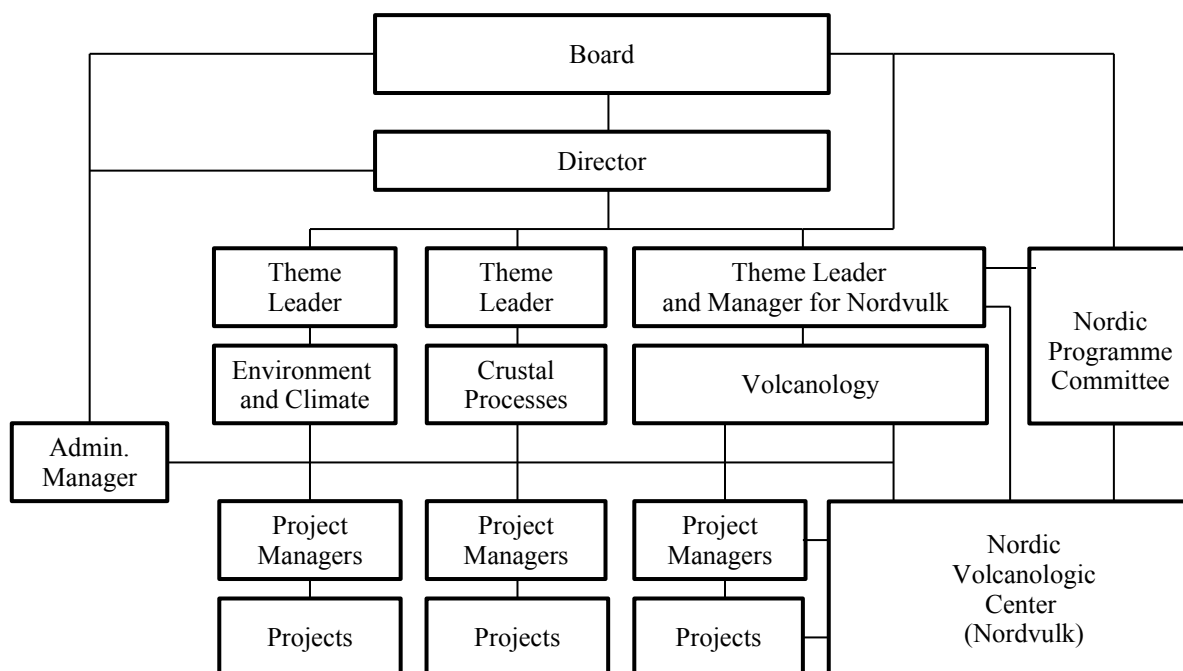 Board
Director
Theme
Leader
Theme
Leader
Theme Leader
and Manager for Nordvulk
Nordic
Programme
Committee
Environment
and Climate
Crustal
Processes
Volcanology
Admin.
Manager
Project
Managers
Project
Managers
Project
Managers
Nordic
Volcanologic
Center
(Nordvulk)
Projects
Projects
Projects